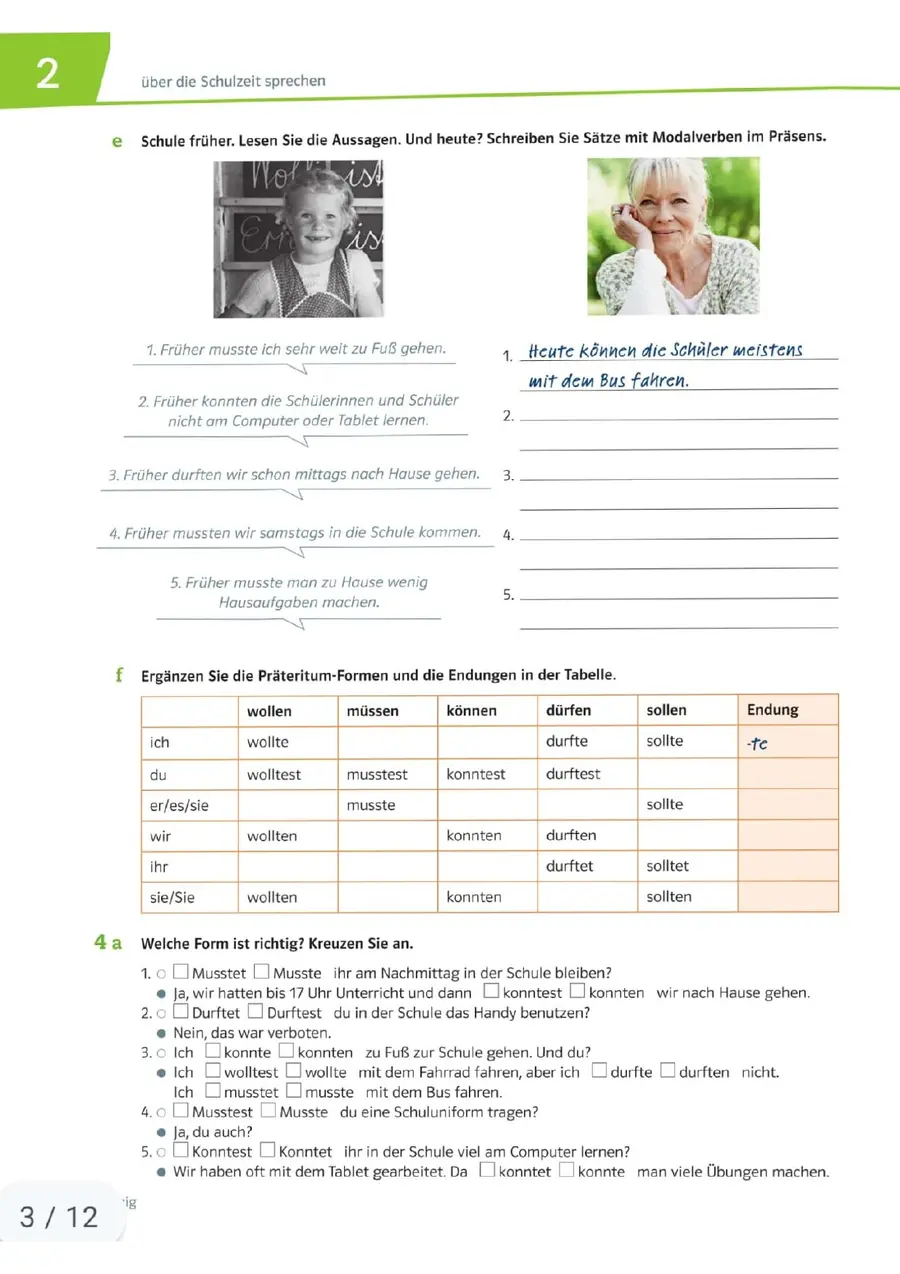 2
über die Schulzeit sprechen
e Schule früher. Lesen Sie die Aussagen. Und heute? Schreiben Sie Sätze mit Modalverben im Präsens.
1. Früher musste ich sehr weit zu Fuß gehen.
2. Früher konnten die Schülerinnen und Schüler
nicht am Computer oder Tablet lernen.
3. Früher durften wir schon mittags nach Hause gehen.
4. Früher mussten wir samstags in die Schule kommen.
5. Früher musste man zu Hause wenig
Hausaufgaben machen.
1. Heute können die Schüler meistens
mit dem Bus fahren.
2.
3.
4.
5.
f Ergänzen Sie die Präteritum-Formen und die Endungen in der Tabelle.
wollen müssen können dürfen sollen Endung
ich wollte durfte sollte -te
du wolltest musstest konntest durftest
er/es/sie musste sollte
wir wollten konnten durften
ihr durftet solltet
sie/Sie wollten konnten sollten
4 a Welche Form ist richtig? Kreuzen Sie an.
1. ○ □ Musstet □ Musste ihr am Nachmittag in der Schule bleiben?
● Ja, wir hatten bis 17 Uhr Unterricht und dann □ konntest □ konnten wir nach Hause gehen.
2. ○ □ Durftet □ Durftest du in der Schule das Handy benutzen?
● Nein, das war verboten.
3. ○ Ich □ konnte □ konnten zu Fuß zur Schule gehen. Und du?
● Ich □ wolltest □ wollte mit dem Fahrrad fahren, aber ich □ durfte □ durften nicht.
Ich □ musstet □ musste mit dem Bus fahren.
4. ○ □ Musstest □ Musste du eine Schuluniform tragen?
● Ja, du auch?
5. ○ □ Konntest □ Konntet ihr in der Schule viel am Computer lernen?
● Wir haben oft mit dem Tablet gearbeitet. Da □ konntet □ konnte man viele Übungen machen.
3 / 12